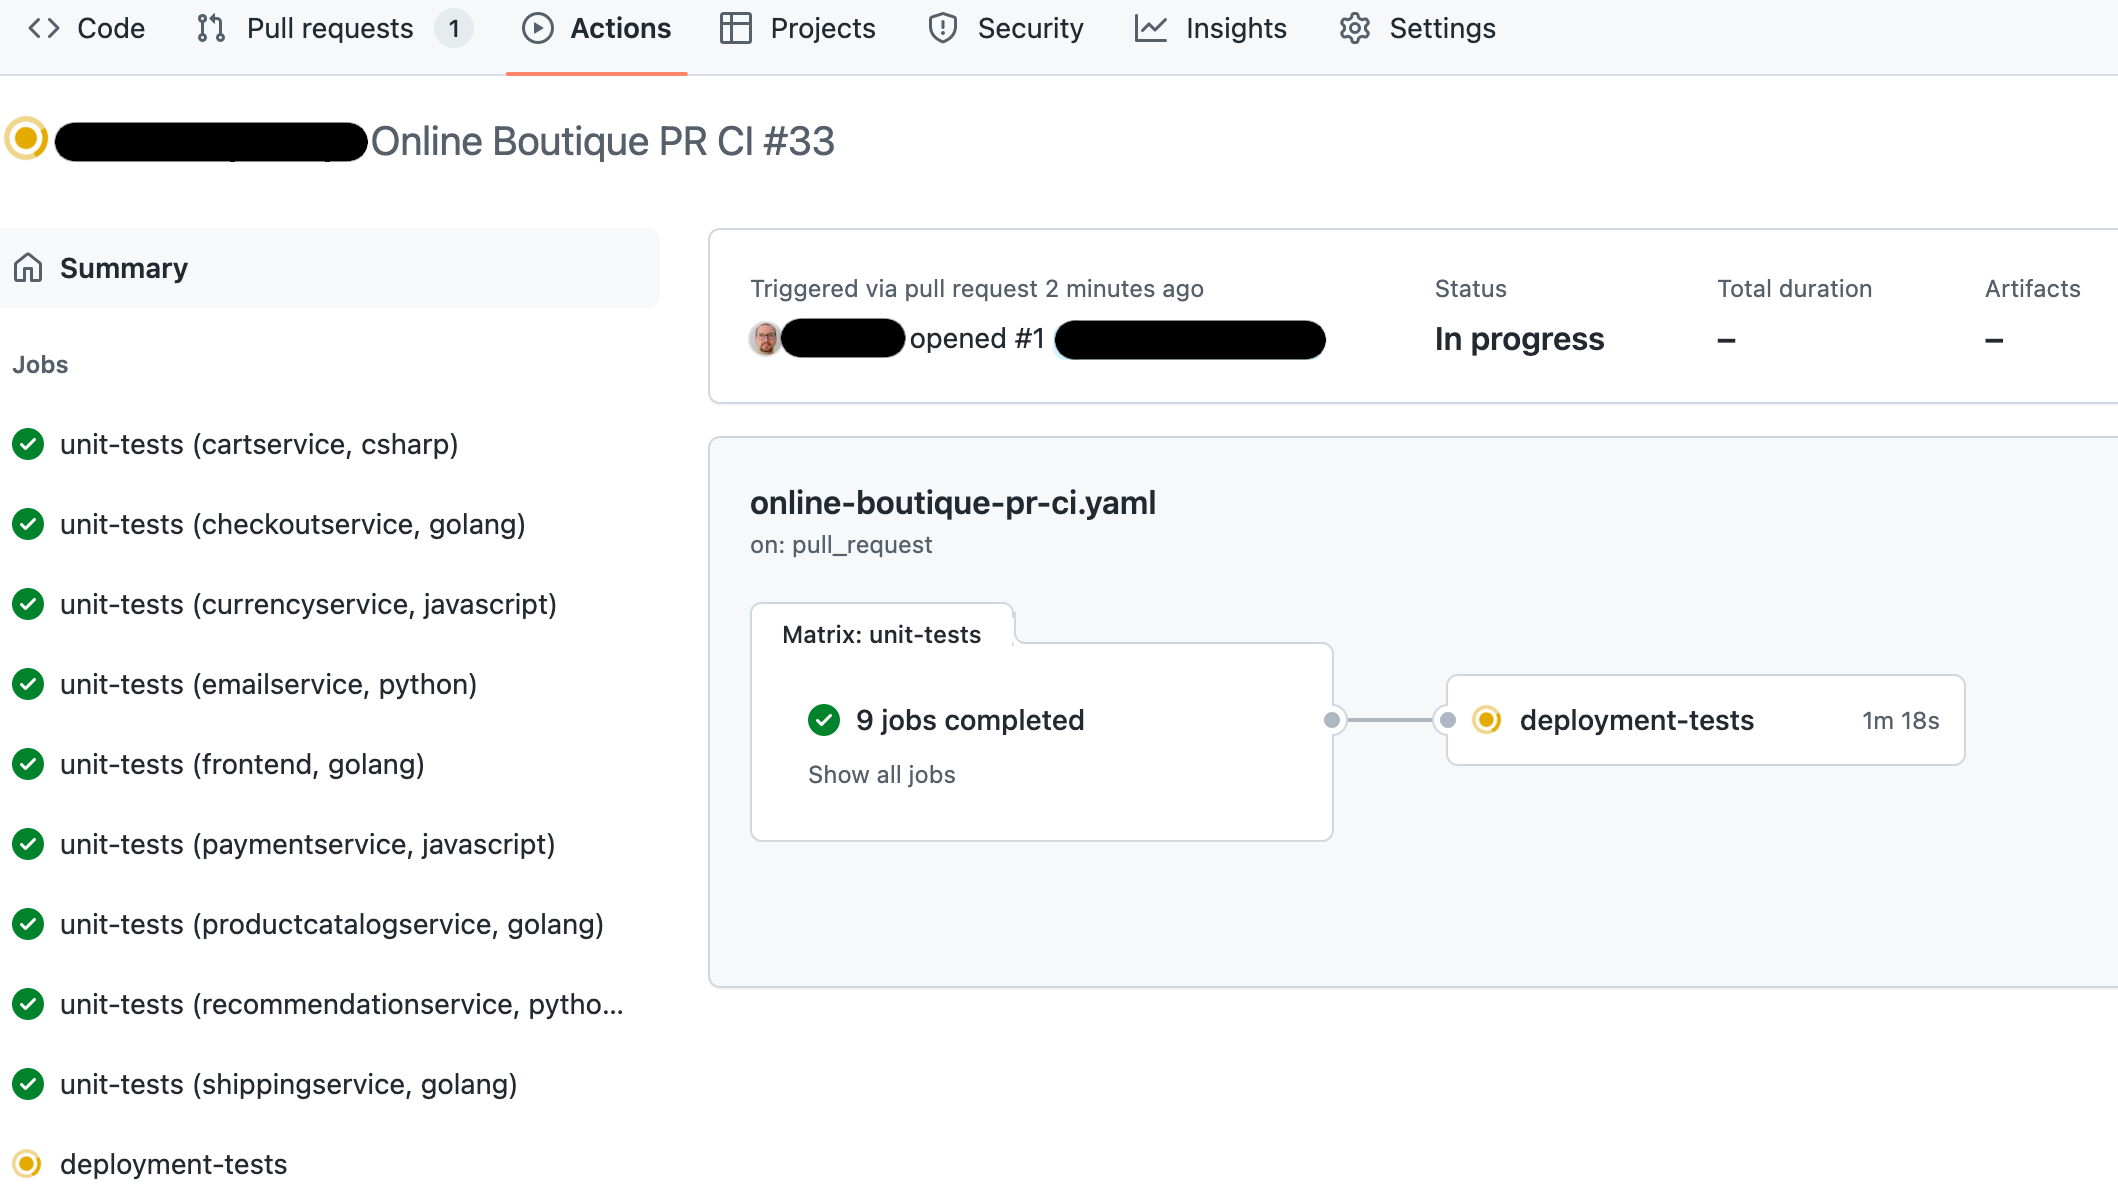 Code Pull requests 1 Actions Projects Security Insights Settings
Online Boutique PR CI #33
Summary
Jobs
unit-tests (cartservice, csharp)
unit-tests (checkoutservice, golang)
unit-tests (currencyservice, javascript)
unit-tests (emailservice, python)
unit-tests (frontend, golang)
unit-tests (paymentservice, javascript)
unit-tests (productcatalogservice, golang)
unit-tests (recommendationservice, pytho...
unit-tests (shippingservice, golang)
deployment-tests
Triggered via pull request 2 minutes ago
opened #1
Status
In progress
Total duration
–
Artifacts
–
online-boutique-pr-ci.yaml
on: pull_request
Matrix: unit-tests
9 jobs completed
Show all jobs
deployment-tests 1m 18s